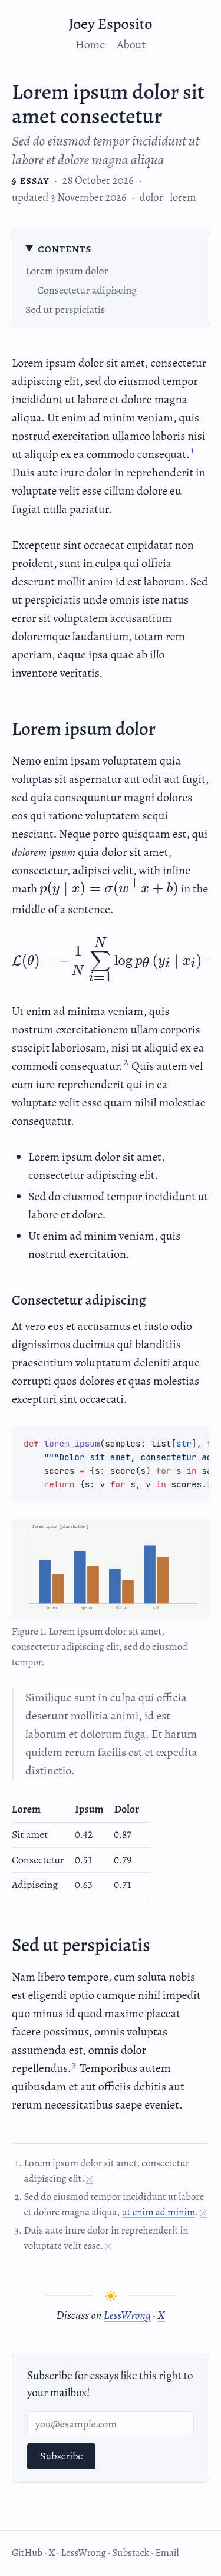 Joey Esposito
Home About
Lorem ipsum dolor sit
amet consectetur
Sed do eiusmod tempor incididunt ut
labore et dolore magna aliqua
§ ESSAY · 28 October 2026 ·
updated 3 November 2026 · dolor lorem
▼ CONTENTS
Lorem ipsum dolor
Consectetur adipiscing
Sed ut perspiciatis
Lorem ipsum dolor sit amet, consectetur
adipiscing elit, sed do eiusmod tempor
incididunt ut labore et dolore magna
aliqua. Ut enim ad minim veniam, quis
nostrud exercitation ullamco laboris nisi
ut aliquip ex ea commodo consequat.1
Duis aute irure dolor in reprehenderit in
voluptate velit esse cillum dolore eu
fugiat nulla pariatur.
Excepteur sint occaecat cupidatat non
proident, sunt in culpa qui officia
deserunt mollit anim id est laborum. Sed
ut perspiciatis unde omnis iste natus
error sit voluptatem accusantium
doloremque laudantium, totam rem
aperiam, eaque ipsa quae ab illo
inventore veritatis.
Lorem ipsum dolor
Nemo enim ipsam voluptatem quia
voluptas sit aspernatur aut odit aut fugit,
sed quia consequuntur magni dolores
eos qui ratione voluptatem sequi
nesciunt. Neque porro quisquam est, qui
dolorem ipsum quia dolor sit amet,
consectetur, adipisci velit, with inline
math p(y | x) = σ(w⊤x + b) in the
middle of a sentence.
ℒ(θ) = −1/N ∑_{i=1}^{N} log pθ (yi | xi) −
Ut enim ad minima veniam, quis
nostrum exercitationem ullam corporis
suscipit laboriosam, nisi ut aliquid ex ea
commodi consequatur.2 Quis autem vel
eum iure reprehenderit qui in ea
voluptate velit esse quam nihil molestiae
consequatur.
• Lorem ipsum dolor sit amet,
consectetur adipiscing elit.
• Sed do eiusmod tempor incididunt ut
labore et dolore.
• Ut enim ad minim veniam, quis
nostrud exercitation.
Consectetur adipiscing
At vero eos et accusamus et iusto odio
dignissimos ducimus qui blanditiis
praesentium voluptatum deleniti atque
corrupti quos dolores et quas molestias
excepturi sint occaecati.
def lorem_ipsum(samples: list[str], t
"""Dolor sit amet, consectetur ad
scores = {s: score(s) for s in sa
return {s: v for s, v in scores.i
lorem ipsum (placeholder)
lorem ipsum dolor sit
Figure 1. Lorem ipsum dolor sit amet,
consectetur adipiscing elit, sed do eiusmod
tempor.
Similique sunt in culpa qui officia
deserunt mollitia animi, id est
laborum et dolorum fuga. Et harum
quidem rerum facilis est et expedita
distinctio.
Lorem Ipsum Dolor
Sit amet 0.42 0.87
Consectetur 0.51 0.79
Adipiscing 0.63 0.71
Sed ut perspiciatis
Nam libero tempore, cum soluta nobis
est eligendi optio cumque nihil impedit
quo minus id quod maxime placeat
facere possimus, omnis voluptas
assumenda est, omnis dolor
repellendus.3 Temporibus autem
quibusdam et aut officiis debitis aut
rerum necessitatibus saepe eveniet.
1. Lorem ipsum dolor sit amet, consectetur
adipiscing elit.
2. Sed do eiusmod tempor incididunt ut labore
et dolore magna aliqua, ut enim ad minim.
3. Duis aute irure dolor in reprehenderit in
voluptate velit esse.
Discuss on LessWrong · X
Subscribe for essays like this right to
your mailbox!
you@example.com
Subscribe
GitHub · X · LessWrong · Substack · Email